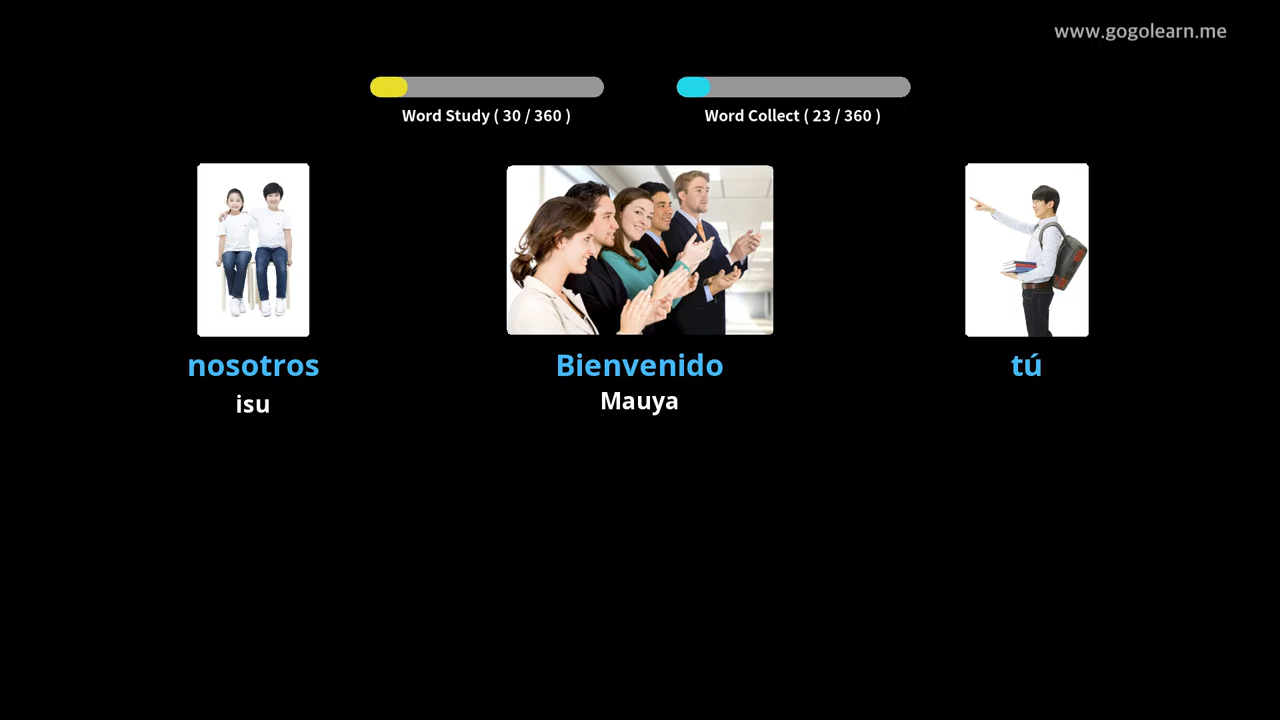 www.gogolearn.me
Word Study ( 30 / 360 )
Word Collect ( 23 / 360 )
nosotros
isu
Bienvenido
Mauya
tú